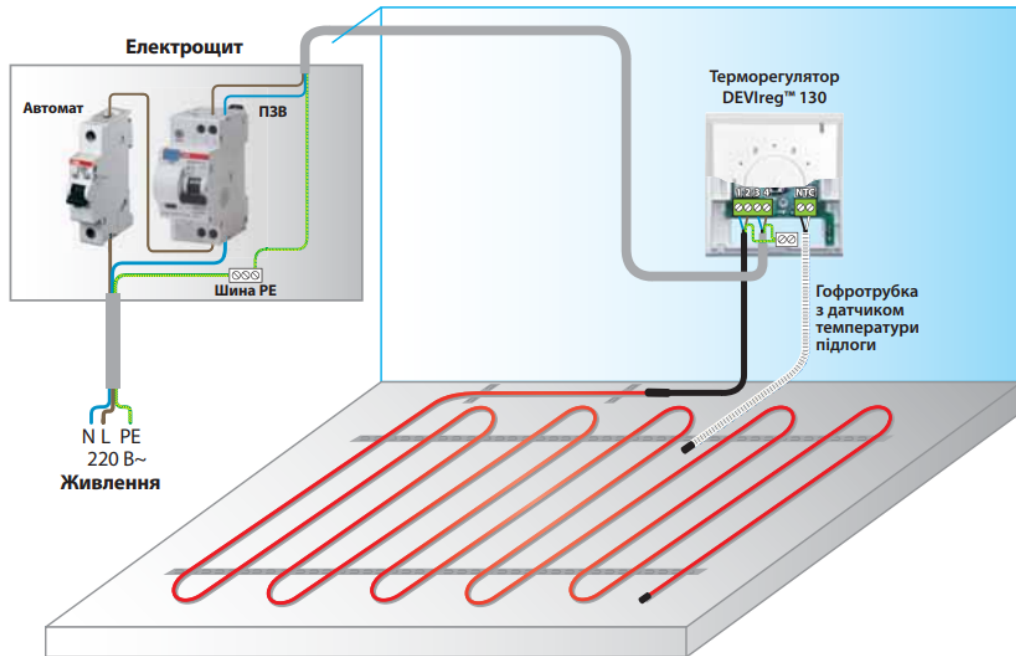 Електрощит
Автомат
ПЗВ
Шина PE
N L PE
220 В~
Живлення
Терморегулятор
DEVIreg™ 130
1 2 3 4
NTC
Гофротрубка
з датчиком
температури
підлоги